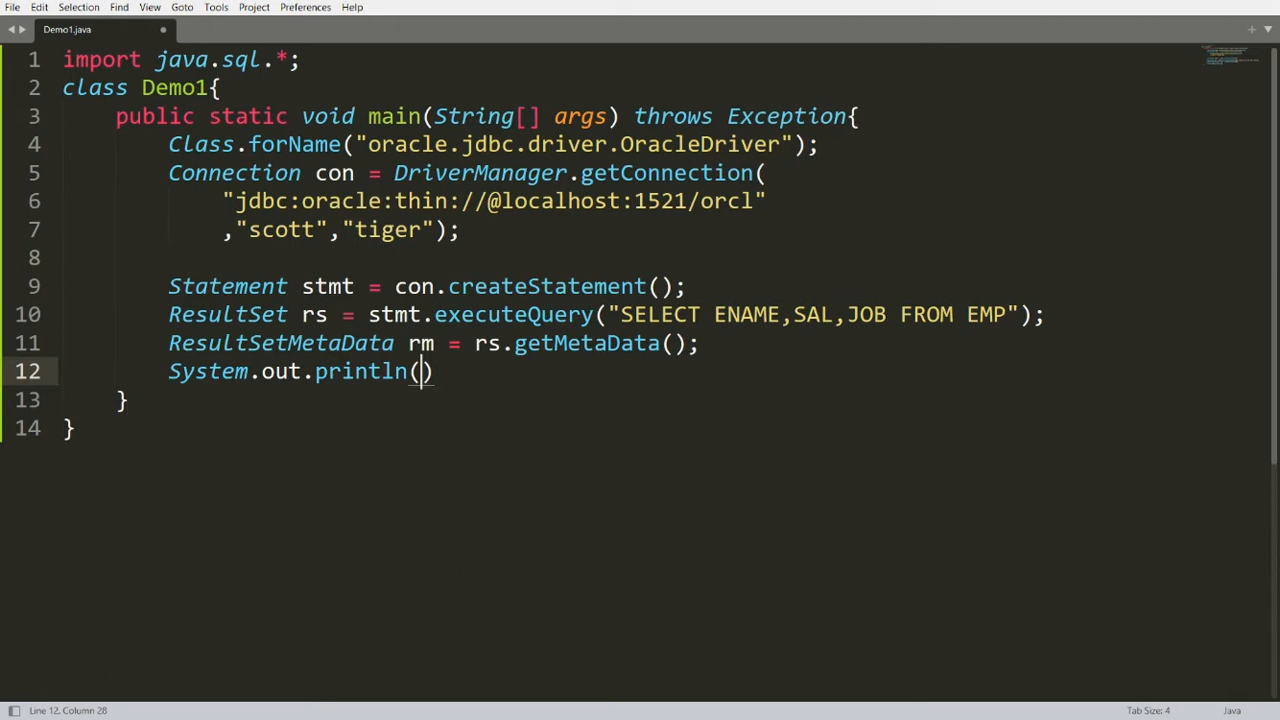 File Edit Selection Find View Goto Tools Project Preferences Help
Demo1.java
1 import java.sql.*;
2 class Demo1{
3 public static void main(String[] args) throws Exception{
4 Class.forName("oracle.jdbc.driver.OracleDriver");
5 Connection con = DriverManager.getConnection(
6 "jdbc:oracle:thin://@localhost:1521/orcl"
7 ,"scott","tiger");
8
9 Statement stmt = con.createStatement();
10 ResultSet rs = stmt.executeQuery("SELECT ENAME,SAL,JOB FROM EMP");
11 ResultSetMetaData rm = rs.getMetaData();
12 System.out.println()
13 }
14 }
Line 12, Column 28 Tab Size: 4 Java